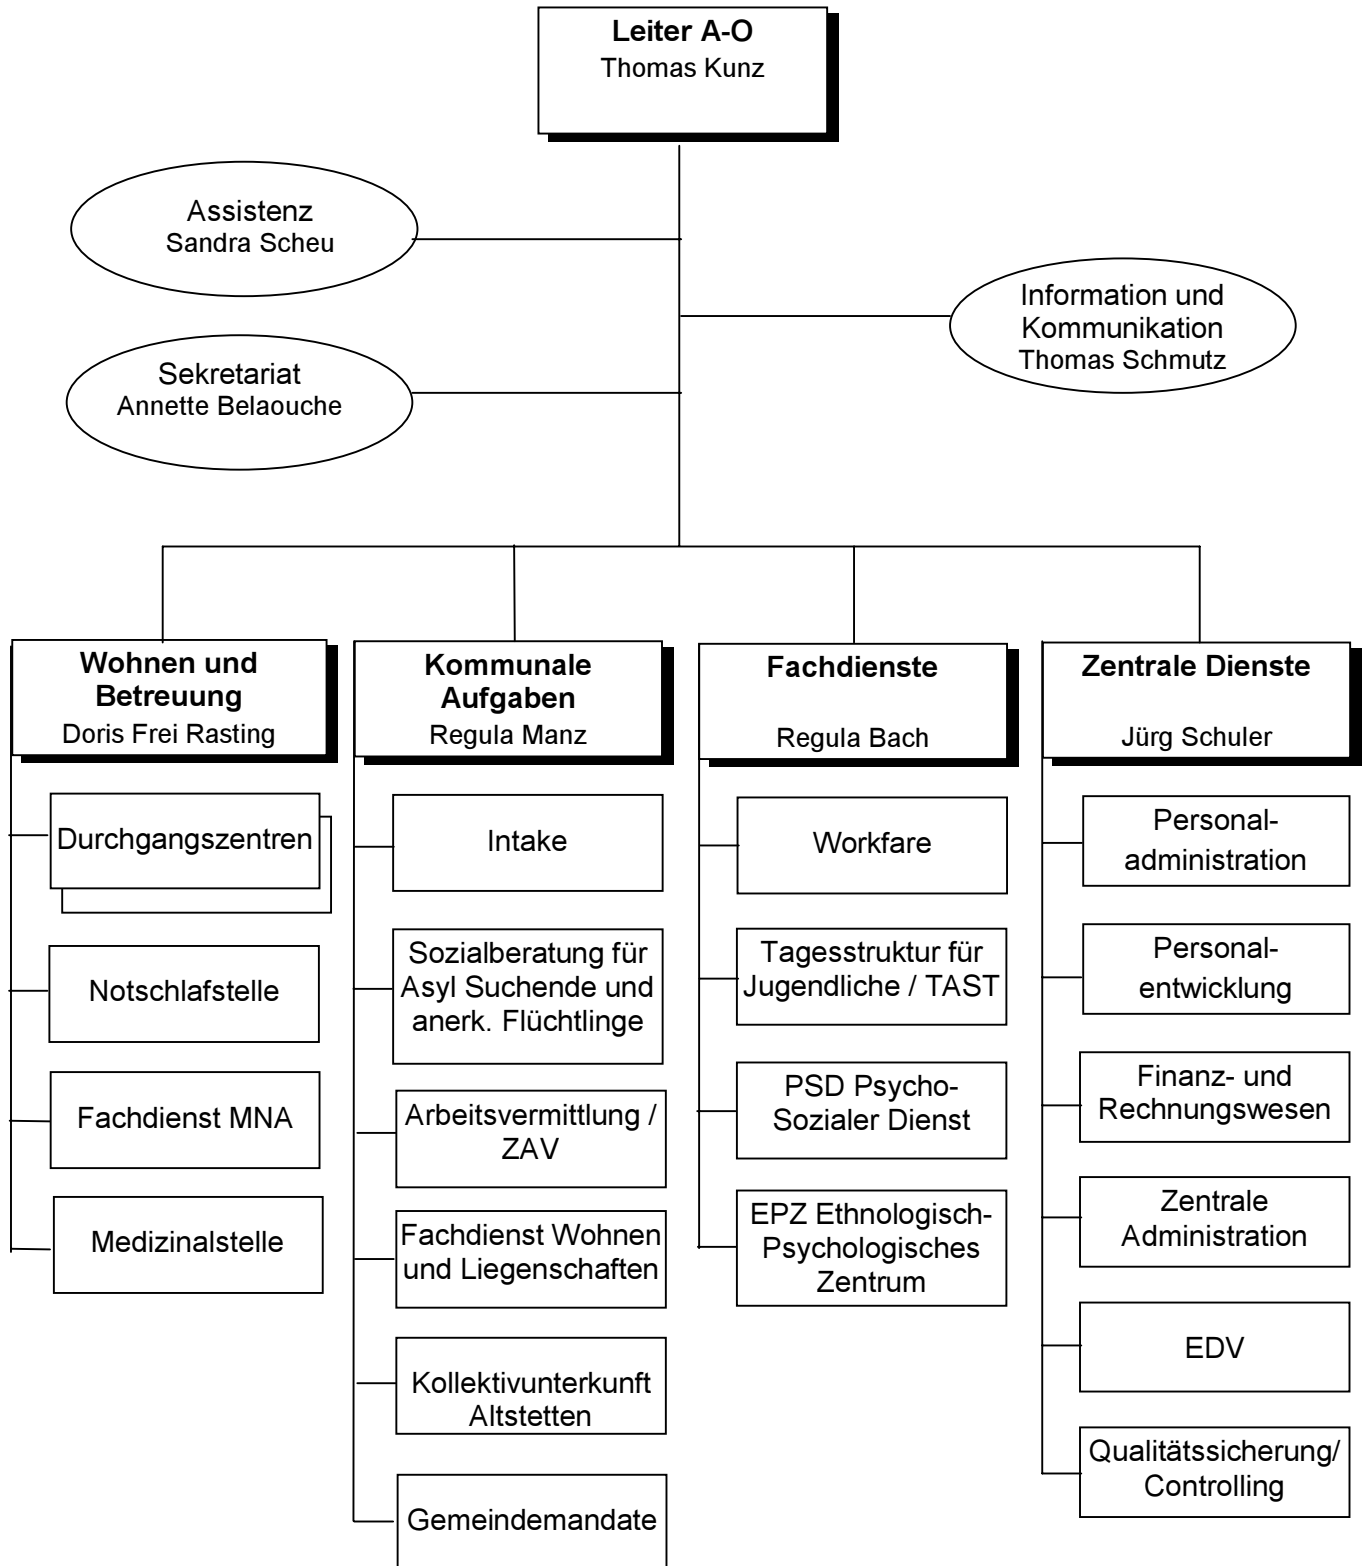 Leiter A-O
Thomas Kunz
Assistenz
Sandra Scheu
Information und
Kommunikation
Thomas Schmutz
Sekretariat
Annette Belaouche
Wohnen und
Betreuung
Doris Frei Rasting
Durchgangszentren
Notschlafstelle
Fachdienst MNA
Medizinalstelle
Kommunale
Aufgaben
Regula Manz
Intake
Sozialberatung für
Asyl Suchende und
anerk. Flüchtlinge
Arbeitsvermittlung /
ZAV
Fachdienst Wohnen
und Liegenschaften
Kollektivunterkunft
Altstetten
Gemeindemandate
Fachdienste
Regula Bach
Workfare
Tagesstruktur für
Jugendliche / TAST
PSD Psycho-
Sozialer Dienst
EPZ Ethnologisch-
Psychologisches
Zentrum
Zentrale Dienste
Jürg Schuler
Personal-
administration
Personal-
entwicklung
Finanz- und
Rechnungswesen
Zentrale
Administration
EDV
Qualitätssicherung/
Controlling